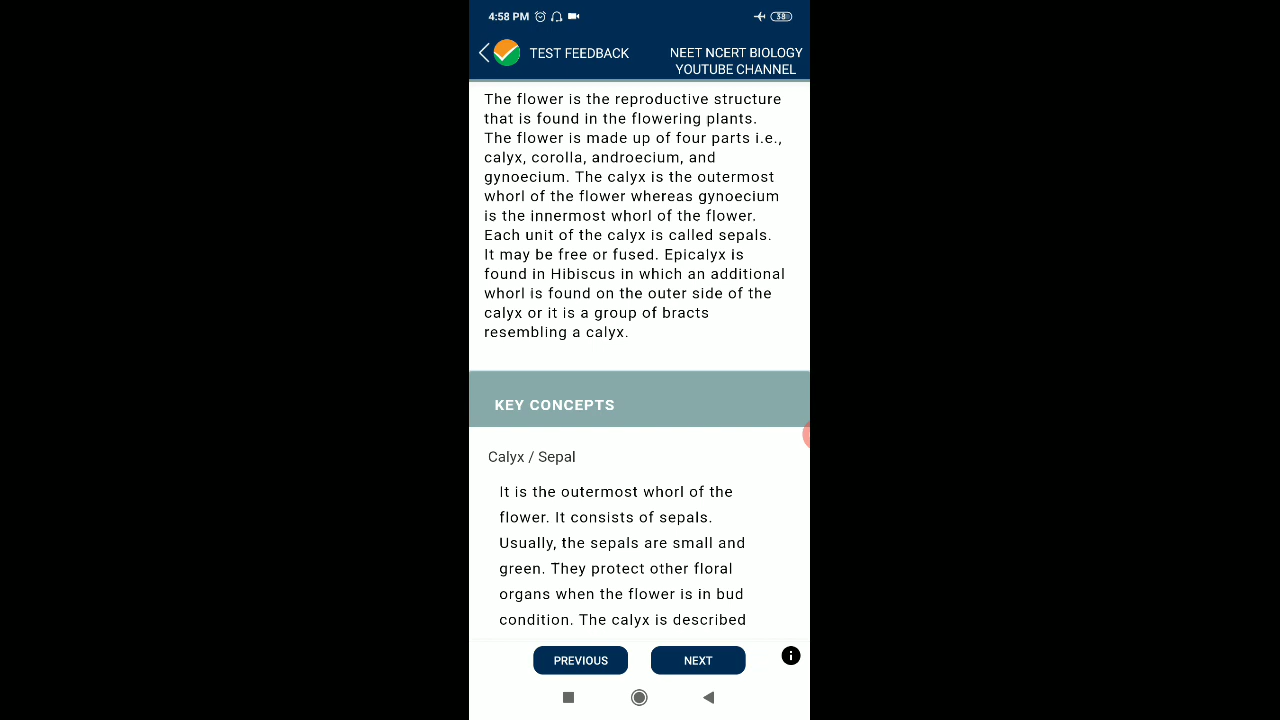 4:58 PM
38
TEST FEEDBACK
NEET NCERT BIOLOGY
YOUTUBE CHANNEL
The flower is the reproductive structure
that is found in the flowering plants.
The flower is made up of four parts i.e.,
calyx, corolla, androecium, and
gynoecium. The calyx is the outermost
whorl of the flower whereas gynoecium
is the innermost whorl of the flower.
Each unit of the calyx is called sepals.
It may be free or fused. Epicalyx is
found in Hibiscus in which an additional
whorl is found on the outer side of the
calyx or it is a group of bracts
resembling a calyx.
KEY CONCEPTS
Calyx / Sepal
It is the outermost whorl of the
flower. It consists of sepals.
Usually, the sepals are small and
green. They protect other floral
organs when the flower is in bud
condition. The calyx is described
PREVIOUS
NEXT